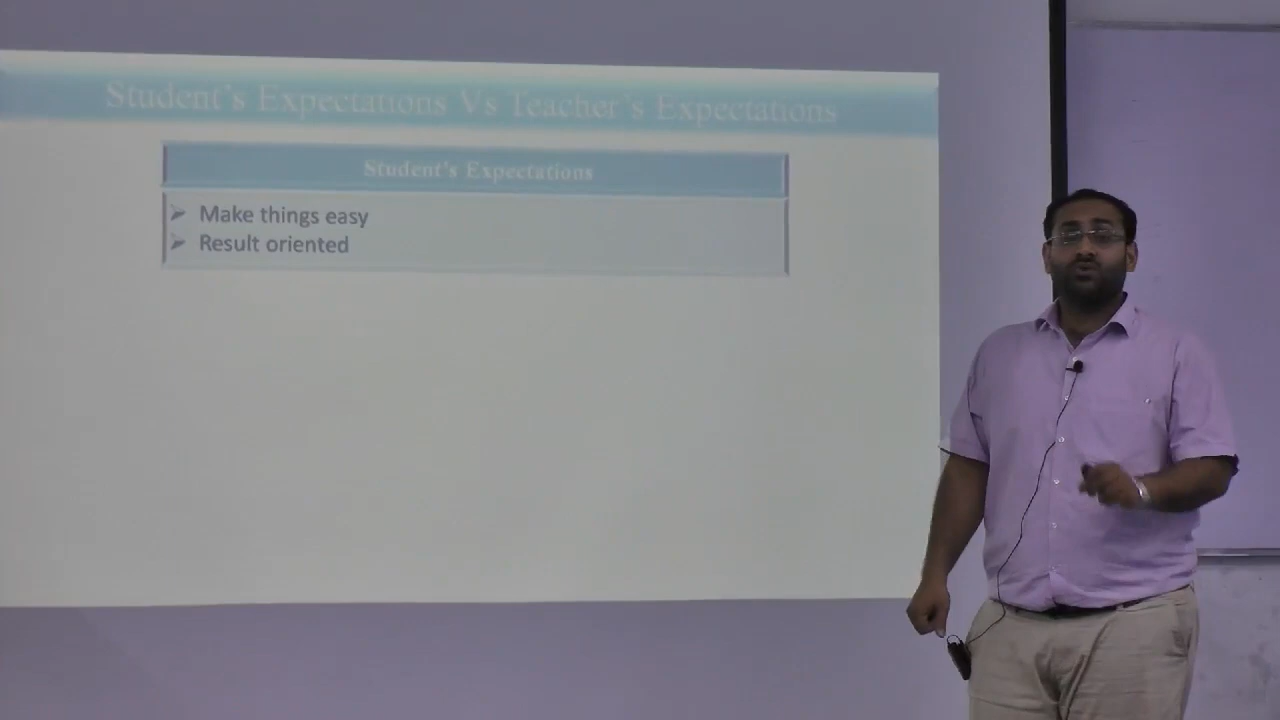 Student's Expectations Vs Teacher's Expectations
Student's Expectations
Make things easy
Result oriented